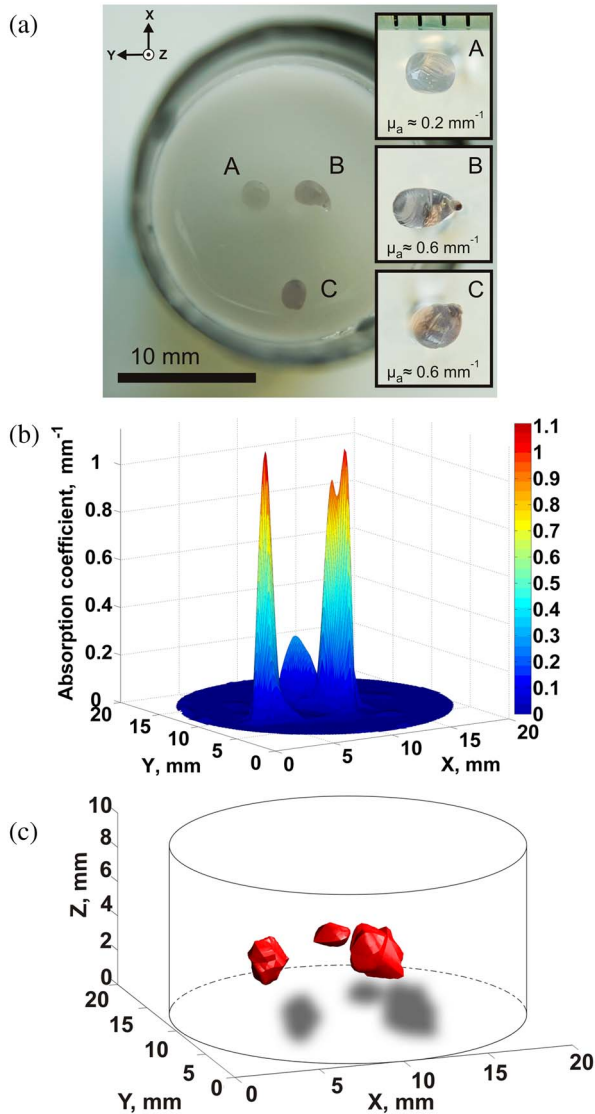 (a)
X
Y
Z
A
B
C
10 mm
A
μa ≈ 0.2 mm-1
B
μa ≈ 0.6 mm-1
C
μa ≈ 0.6 mm-1
(b)
Absorption coefficient, mm-1
1
0.8
0.6
0.4
0.2
0
20
15
10
5
0
Y, mm
0
5
10
15
20
X, mm
1.1
1
0.9
0.8
0.7
0.6
0.5
0.4
0.3
0.2
0.1
0
(c)
Z, mm
10
8
6
4
2
0
20
15
10
5
0
Y, mm
0
5
10
15
20
X, mm